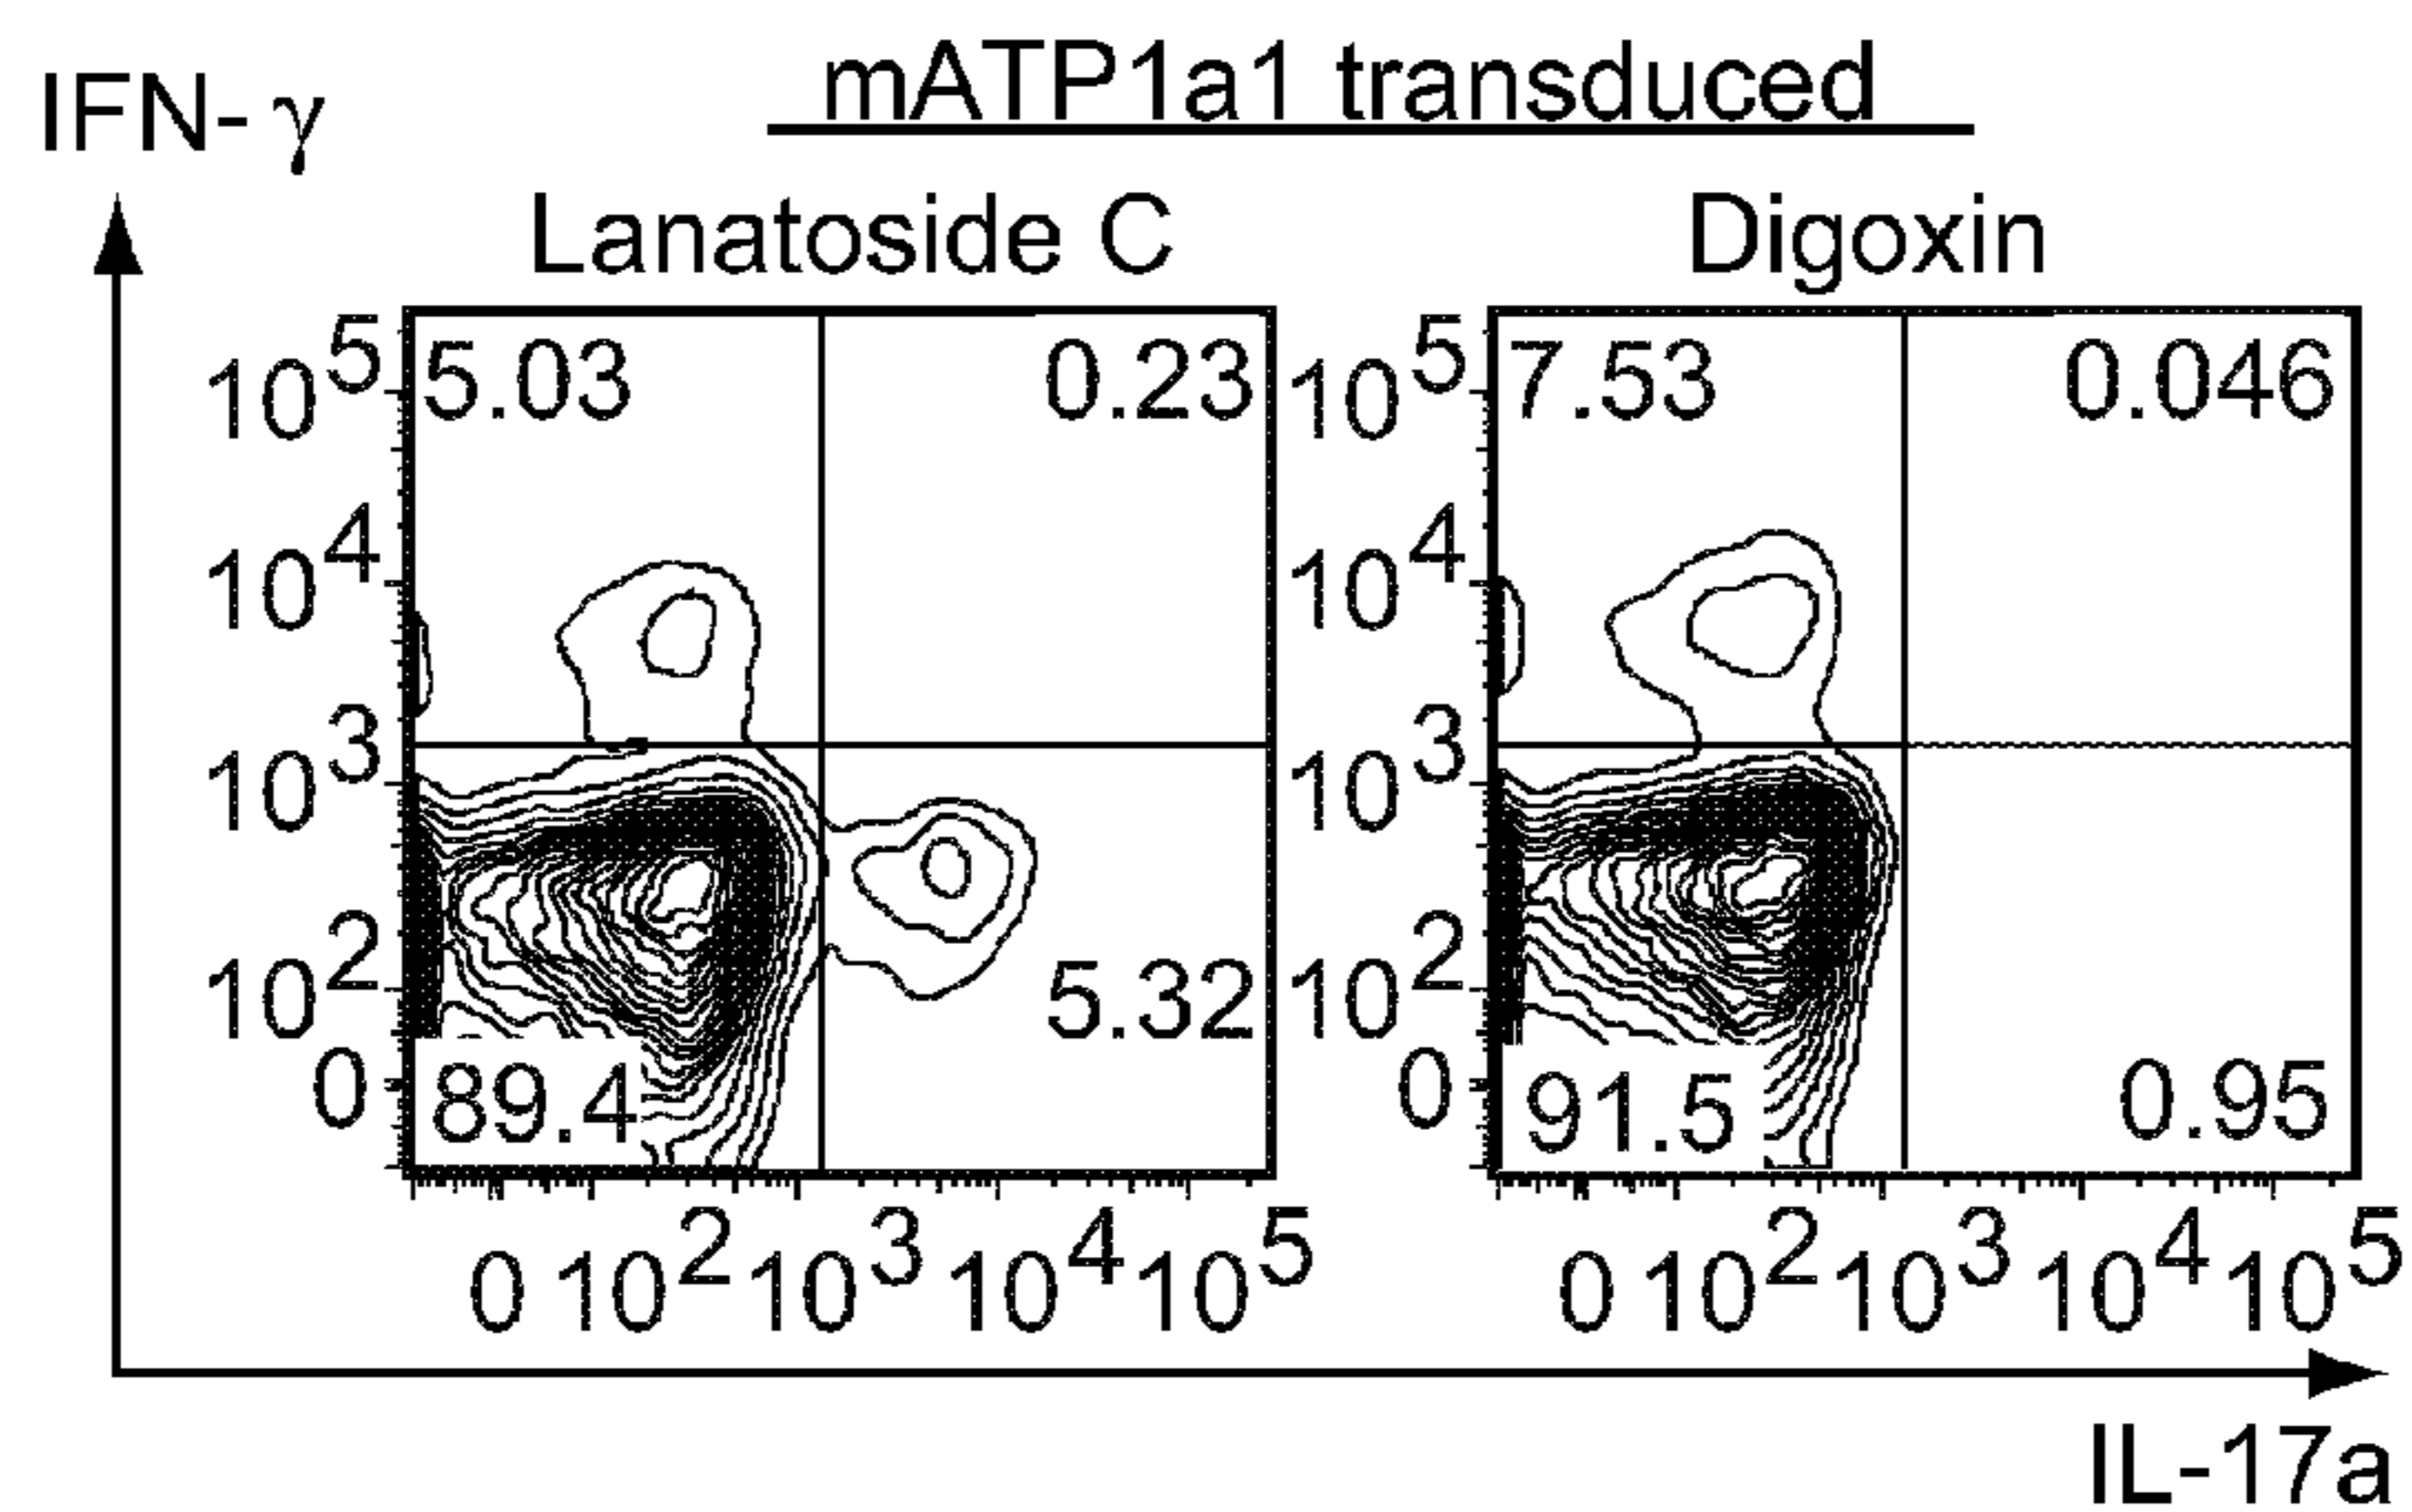 mATP1a1 transduced
IFN- γ
Lanatoside C
Digoxin
10^5
5.03
0.23
10^4
10^3
10^2
0
5.32
89.4
0 10^2 10^3 10^4 10^5
10^5
7.53
0.046
10^4
10^3
10^2
0
91.5
0.95
0 10^2 10^3 10^4 10^5
IL-17a